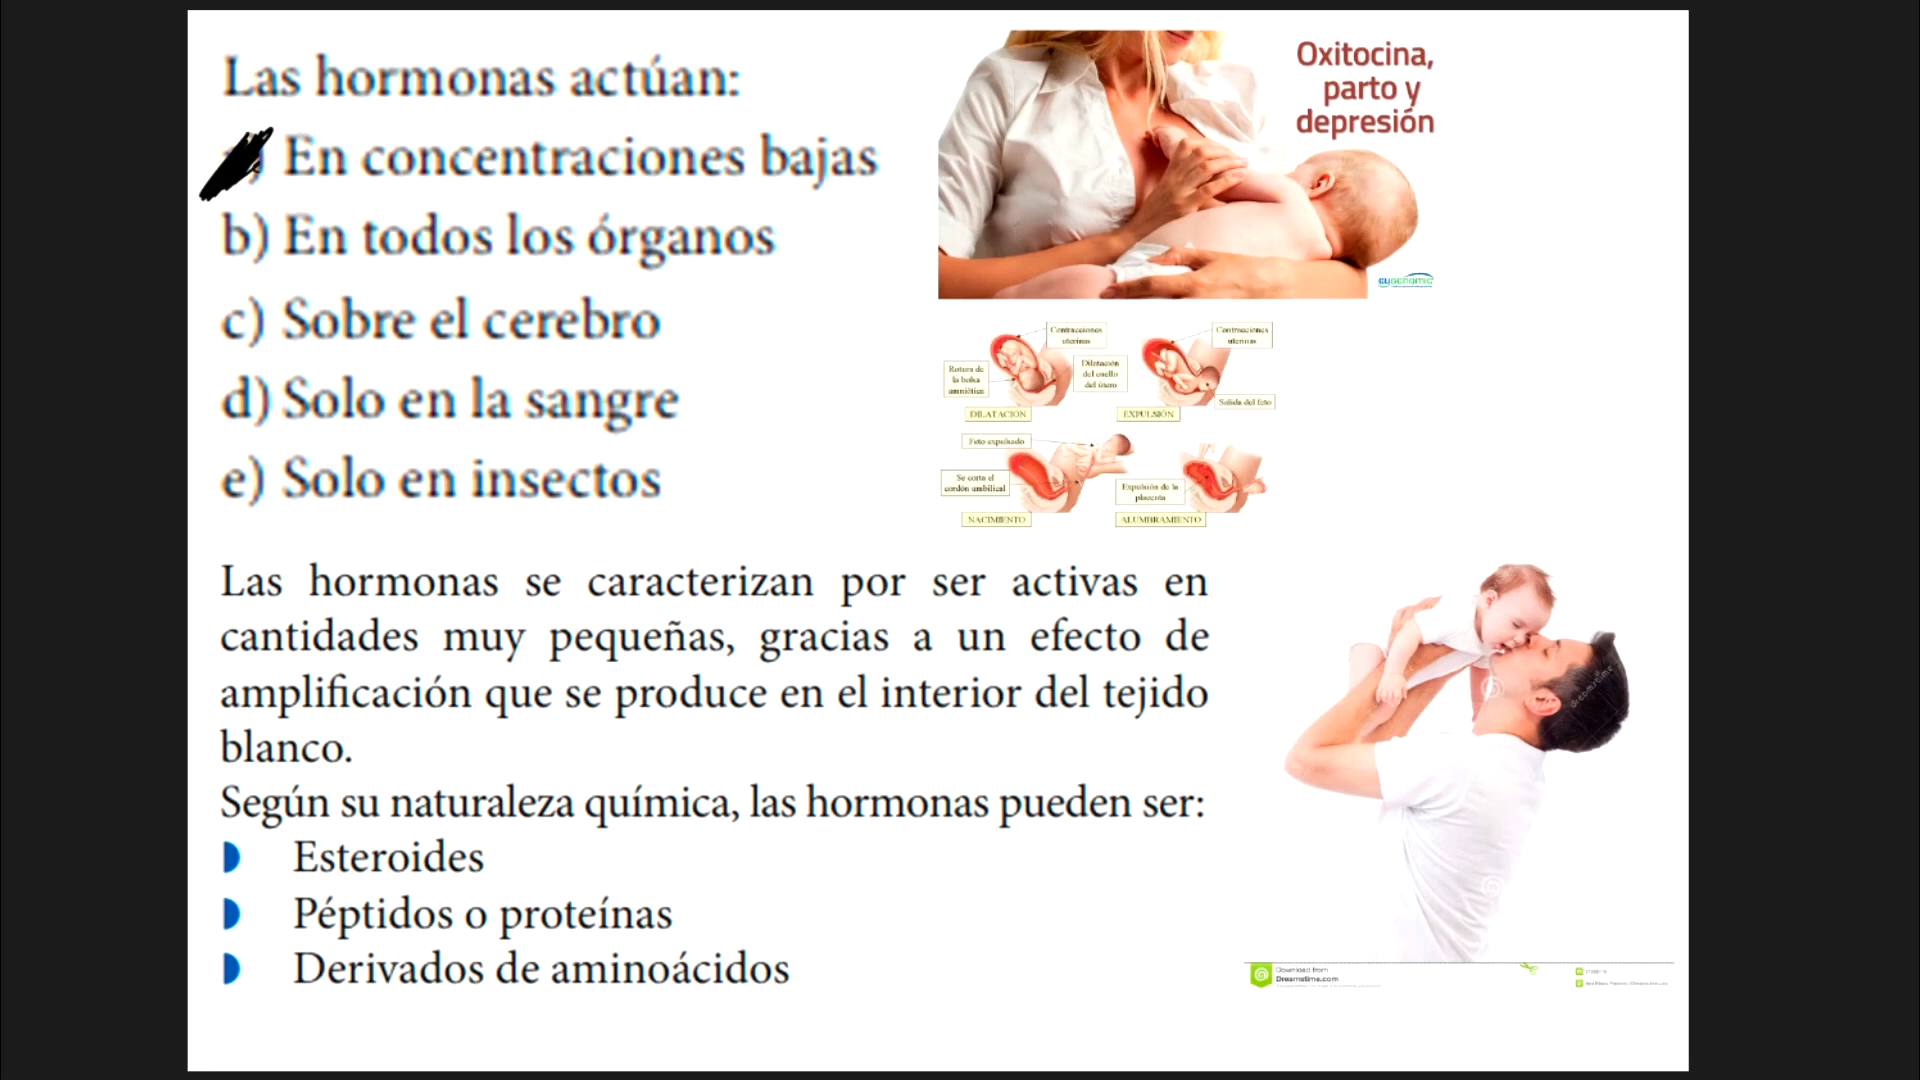 Las hormonas actúan:
En concentraciones bajas
b) En todos los órganos
c) Sobre el cerebro
d) Solo en la sangre
e) Solo en insectos
Las hormonas se caracterizan por ser activas en
cantidades muy pequeñas, gracias a un efecto de
amplificación que se produce en el interior del tejido
blanco.
Según su naturaleza química, las hormonas pueden ser:
Esteroides
Péptidos o proteínas
Derivados de aminoácidos
Oxitocina,
parto y
depresión
eugenomic
Contracciones
uterinas
Rotura de
la bolsa
amniótica
Dilatación
del cuello
del útero
DILATACIÓN
Contracciones
uterinas
Salida del feto
EXPULSIÓN
Feto expulsado
Se corta el
cordón umbilical
NACIMIENTO
Expulsión de la
placenta
ALUMBRAMIENTO
dreamstime
Download from
Dreamstime.com